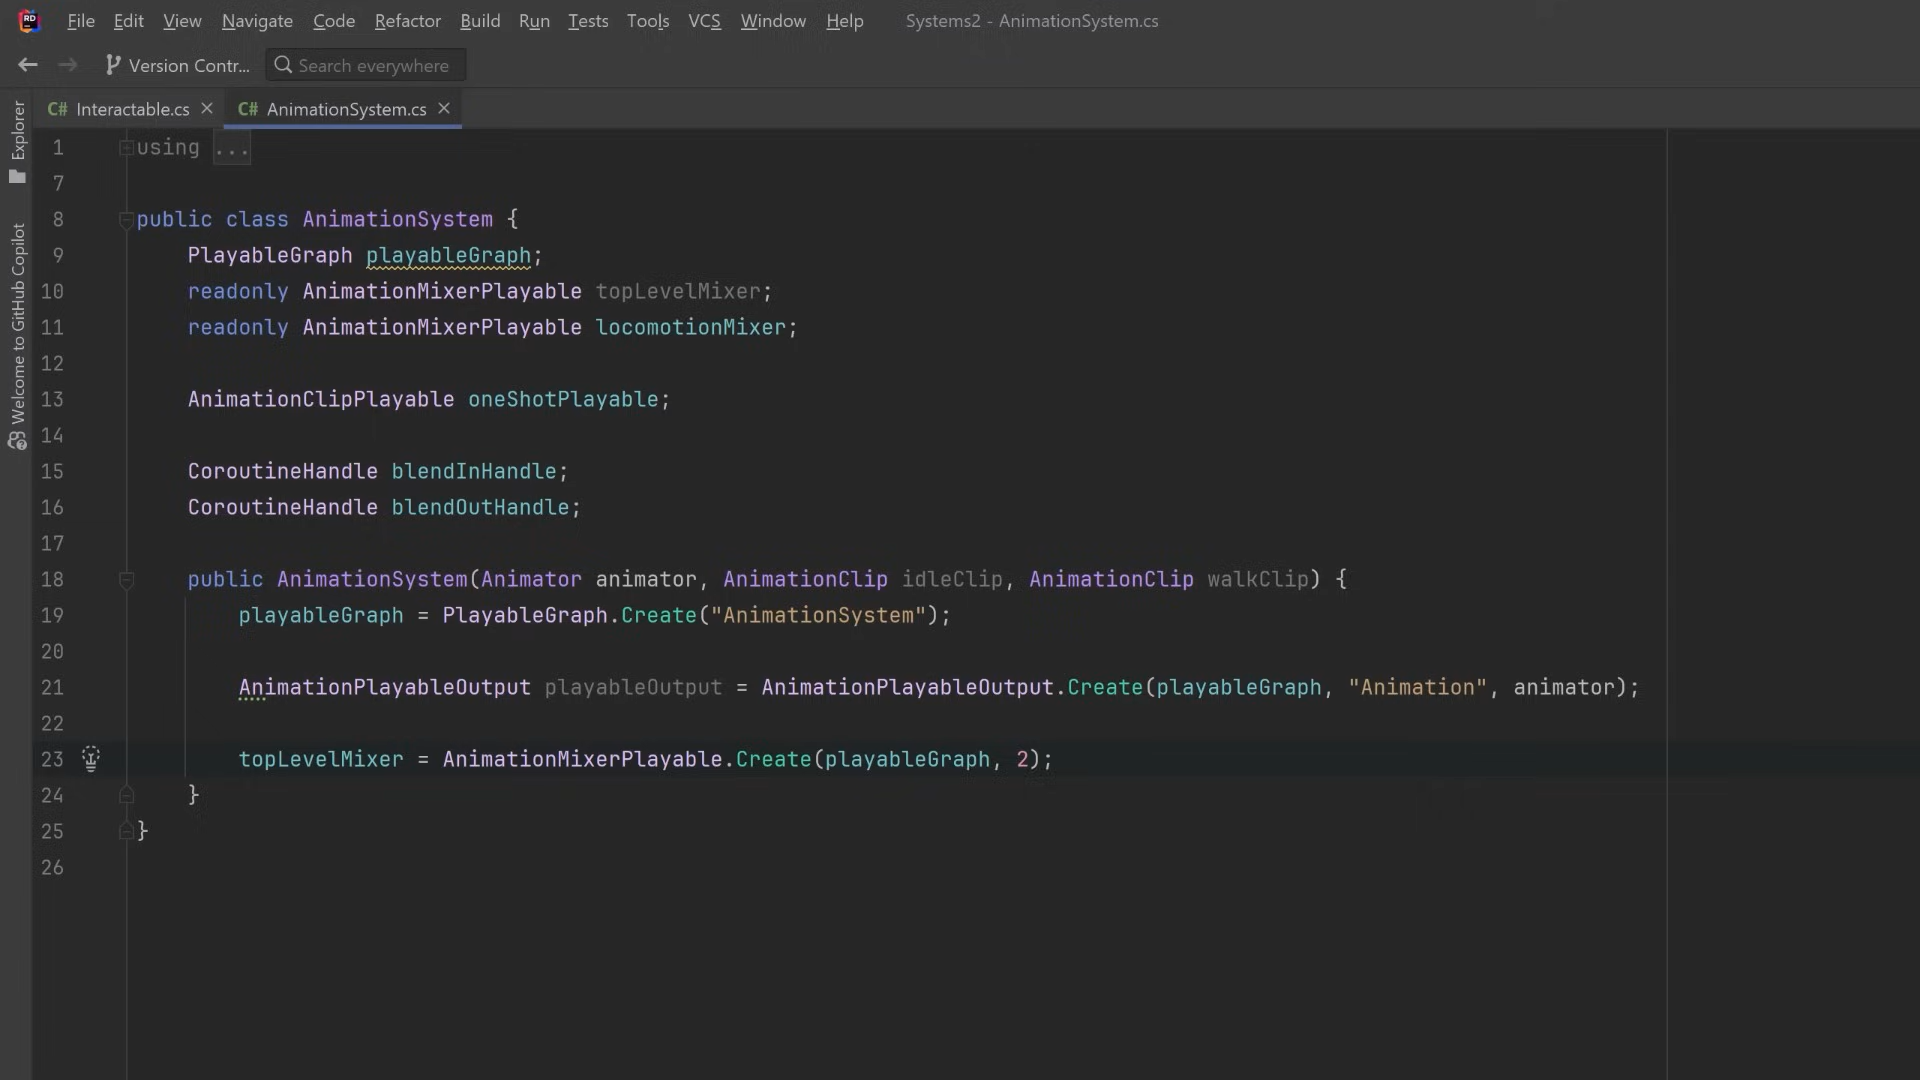 RD File Edit View Navigate Code Refactor Build Run Tests Tools VCS Window Help Systems2 - AnimationSystem.cs
Version Contr... Search everywhere
C# Interactable.cs C# AnimationSystem.cs
Explorer
Welcome to GitHub Copilot
1 using ...
7
8 public class AnimationSystem {
9 PlayableGraph playableGraph;
10 readonly AnimationMixerPlayable topLevelMixer;
11 readonly AnimationMixerPlayable locomotionMixer;
12
13 AnimationClipPlayable oneShotPlayable;
14
15 CoroutineHandle blendInHandle;
16 CoroutineHandle blendOutHandle;
17
18 public AnimationSystem(Animator animator, AnimationClip idleClip, AnimationClip walkClip) {
19 playableGraph = PlayableGraph.Create("AnimationSystem");
20
21 AnimationPlayableOutput playableOutput = AnimationPlayableOutput.Create(playableGraph, "Animation", animator);
22
23 topLevelMixer = AnimationMixerPlayable.Create(playableGraph, 2);
24 }
25 }
26